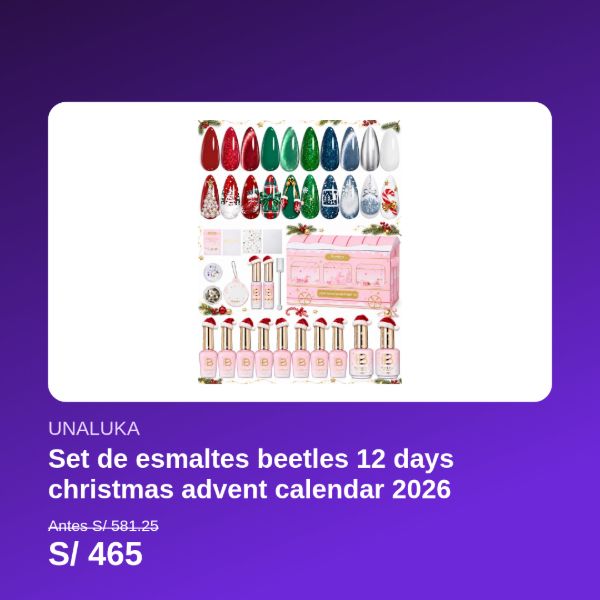 UNALUKA
Set de esmaltes beetles 12 days
christmas advent calendar 2026
Antes S/ 581.25
S/ 465